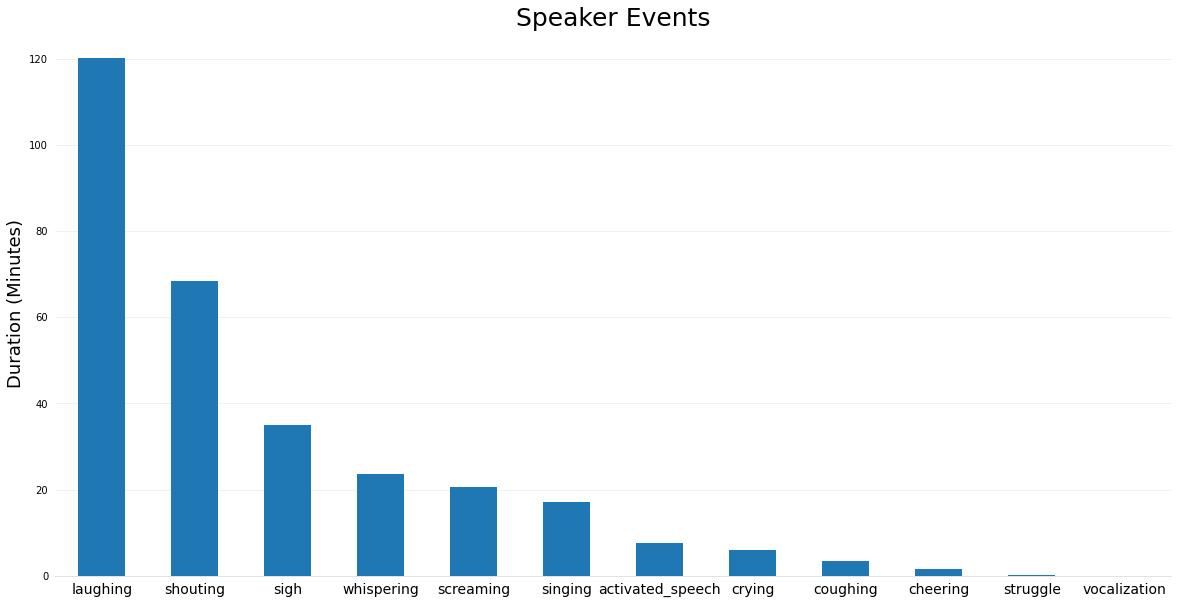 Speaker Events
Duration (Minutes)
120
100
80
60
40
20
0
laughing shouting sigh whispering screaming singing activated_speech crying coughing cheering struggle vocalization